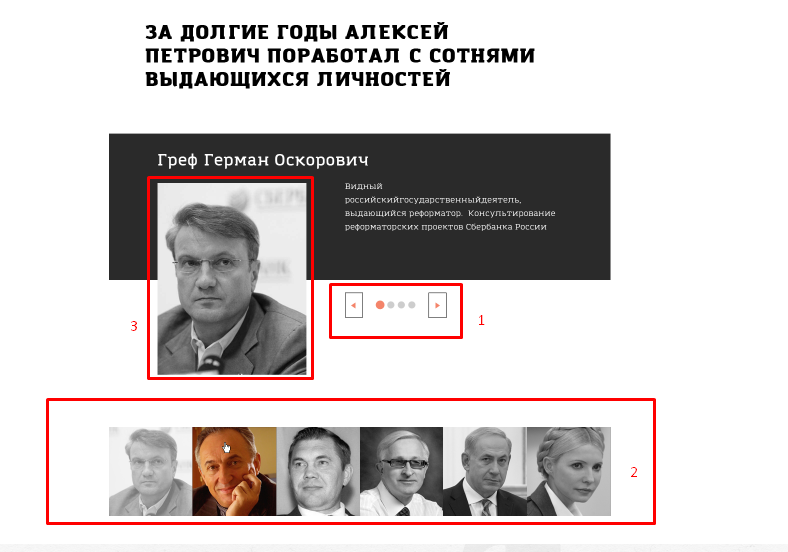 ЗА ДОЛГИЕ ГОДЫ АЛЕКСЕЙ
ПЕТРОВИЧ ПОРАБОТАЛ С СОТНЯМИ
ВЫДАЮЩИХСЯ ЛИЧНОСТЕЙ
Греф Герман Оскорович
Видный
российскийгосударственныйдеятель,
выдающийся реформатор. Консультирование
реформаторских проектов Сбербанка России
3
1
2